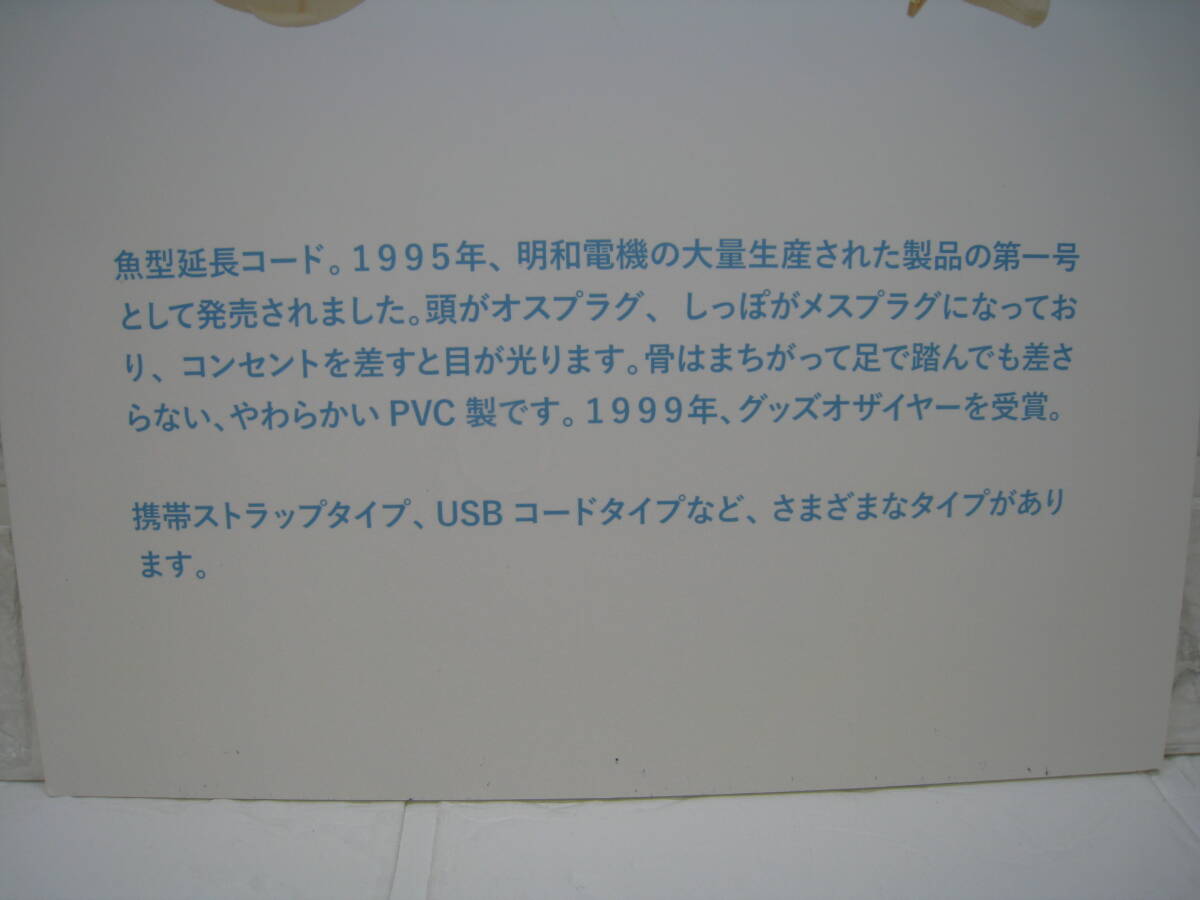 魚型延長コード。1995年、明和電機の大量生産された製品の第一号
として発売されました。頭がオスプラグ、しっぽがメスプラグになってお
り、コンセントを差すと目が光ります。骨はまちがって足で踏んでも差さ
らない、やわらかいPVC製です。1999年、グッズオザイヤーを受賞。
携帯ストラップタイプ、USBコードタイプなど、さまざまなタイプがあり
ます。